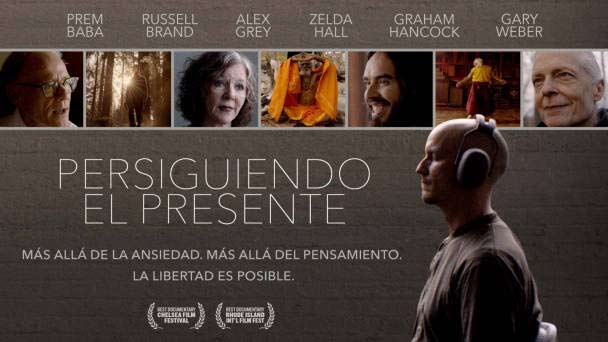 PREM BABA
RUSSELL BRAND
ALEX GREY
ZELDA HALL
GRAHAM HANCOCK
GARY WEBER
PERSIGUIENDO
EL PRESENTE
MÁS ALLÁ DE LA ANSIEDAD. MÁS ALLÁ DEL PENSAMIENTO.
LA LIBERTAD ES POSIBLE.
BEST DOCUMENTARY
CHELSEA FILM
FESTIVAL
BEST DOCUMENTARY
RHODE ISLAND
INT'L FILM FEST